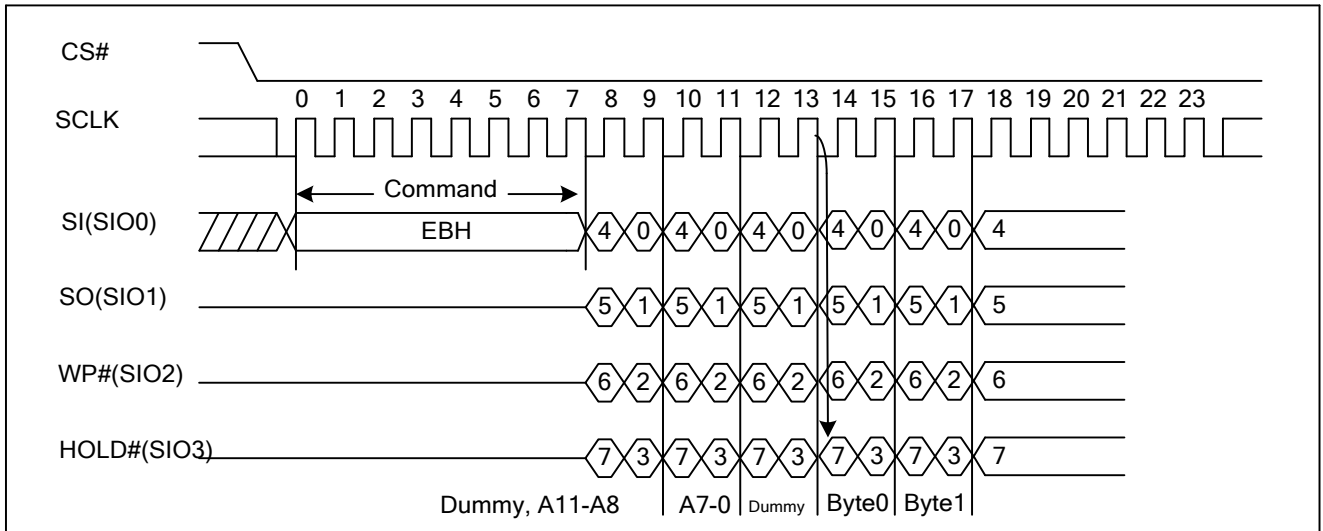 CS#
0 1 2 3 4 5 6 7 8 9 10 11 12 13 14 15 16 17 18 19 20 21 22 23
SCLK
Command
SI(SIO0) EBH 4 0 4 0 4 0 4 0 4 0 4
SO(SIO1) 5 1 5 1 5 1 5 1 5 1 5
WP#(SIO2) 6 2 6 2 6 2 6 2 6 2 6
HOLD#(SIO3) 7 3 7 3 7 3 7 3 7 3 7
Dummy, A11-A8 A7-0 Dummy Byte0 Byte1